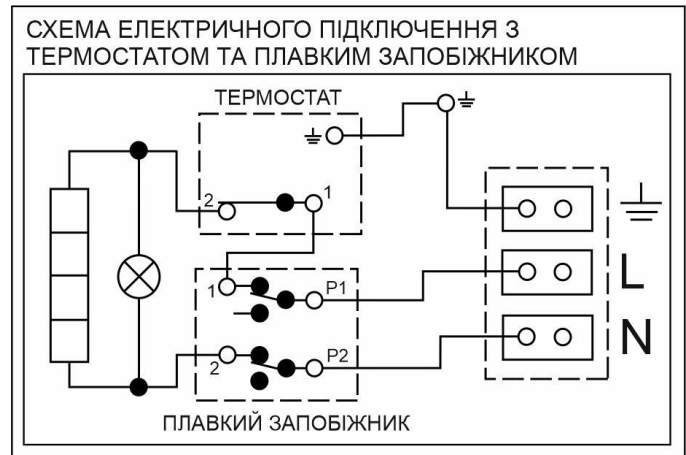 СХЕМА ЕЛЕКТРИЧНОГО ПІДКЛЮЧЕННЯ З
ТЕРМОСТАТОМ ТА ПЛАВКИМ ЗАПОБІЖНИКОМ
ТЕРМОСТАТ
2
1
1
P1
L
2
P2
N
ПЛАВКИЙ ЗАПОБІЖНИК